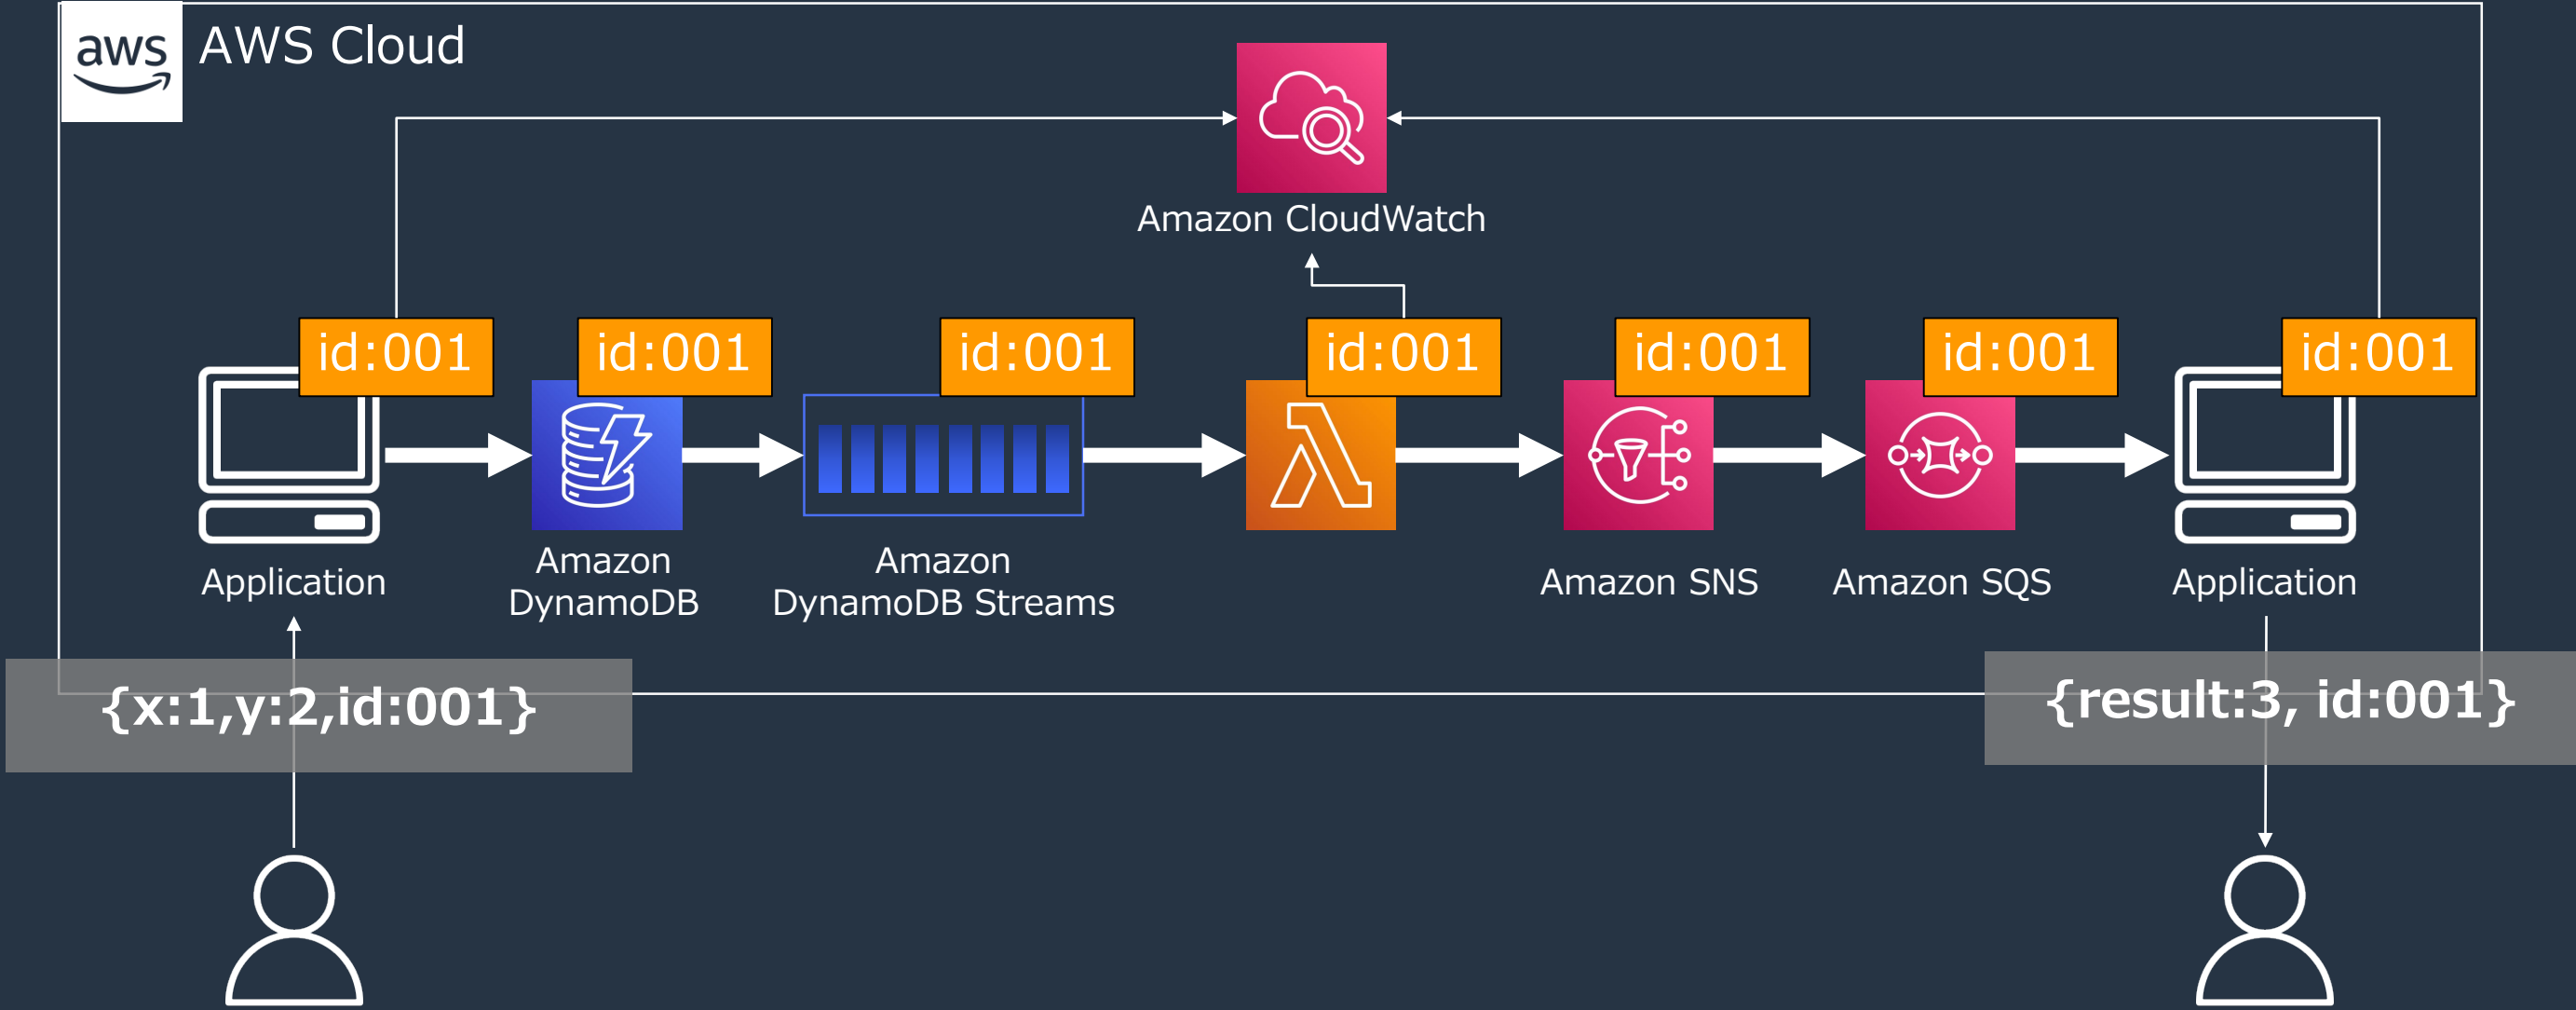 aws
AWS Cloud
Amazon CloudWatch
id:001
id:001
id:001
id:001
id:001
id:001
id:001
Application
Amazon
DynamoDB
Amazon
DynamoDB Streams
Amazon SNS
Amazon SQS
Application
{x:1,y:2,id:001}
{result:3, id:001}